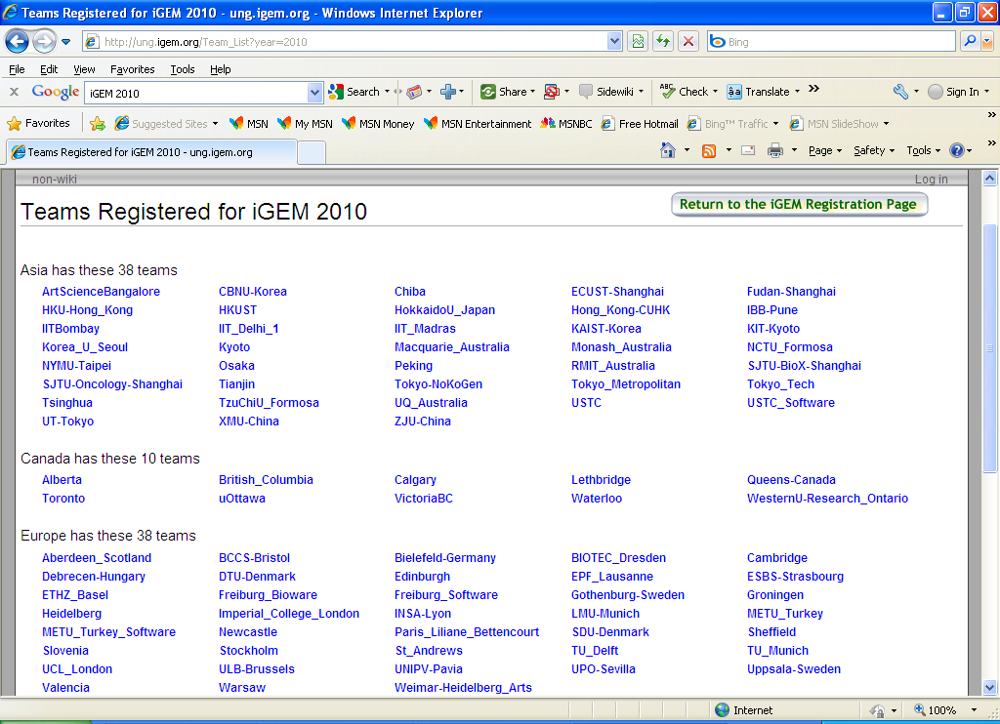 Teams Registered for iGEM 2010 - ung.igem.org - Windows Internet Explorer
http://ung.igem.org/Team_List?year=2010 Bing
File Edit View Favorites Tools Help
x Google iGEM 2010 Search Share Sidewiki ABC Check Translate Sign In
Favorites Suggested Sites MSN My MSN MSN Money MSN Entertainment MSNBC Free Hotmail Bing™ Traffic MSN SlideShow
Teams Registered for iGEM 2010 - ung.igem.org Page Safety Tools
non-wiki Log in
Teams Registered for iGEM 2010 Return to the iGEM Registration Page
Asia has these 38 teams
ArtScienceBangalore CBNU-Korea Chiba ECUST-Shanghai Fudan-Shanghai
HKU-Hong_Kong HKUST HokkaidoU_Japan Hong_Kong-CUHK IBB-Pune
IITBombay IIT_Delhi_1 IIT_Madras KAIST-Korea KIT-Kyoto
Korea_U_Seoul Kyoto Macquarie_Australia Monash_Australia NCTU_Formosa
NYMU-Taipei Osaka Peking RMIT_Australia SJTU-BioX-Shanghai
SJTU-Oncology-Shanghai Tianjin Tokyo-NoKoGen Tokyo_Metropolitan Tokyo_Tech
Tsinghua TzuChiU_Formosa UQ_Australia USTC USTC_Software
UT-Tokyo XMU-China ZJU-China
Canada has these 10 teams
Alberta British_Columbia Calgary Lethbridge Queens-Canada
Toronto uOttawa VictoriaBC Waterloo WesternU-Research_Ontario
Europe has these 38 teams
Aberdeen_Scotland BCCS-Bristol Bielefeld-Germany BIOTEC_Dresden Cambridge
Debrecen-Hungary DTU-Denmark Edinburgh EPF_Lausanne ESBS-Strasbourg
ETHZ_Basel Freiburg_Bioware Freiburg_Software Gothenburg-Sweden Groningen
Heidelberg Imperial_College_London INSA-Lyon LMU-Munich METU_Turkey
METU_Turkey_Software Newcastle Paris_Liliane_Bettencourt SDU-Denmark Sheffield
Slovenia Stockholm St_Andrews TU_Delft TU_Munich
UCL_London ULB-Brussels UNIPV-Pavia UPO-Sevilla Uppsala-Sweden
Valencia Warsaw Weimar-Heidelberg_Arts
Internet 100%